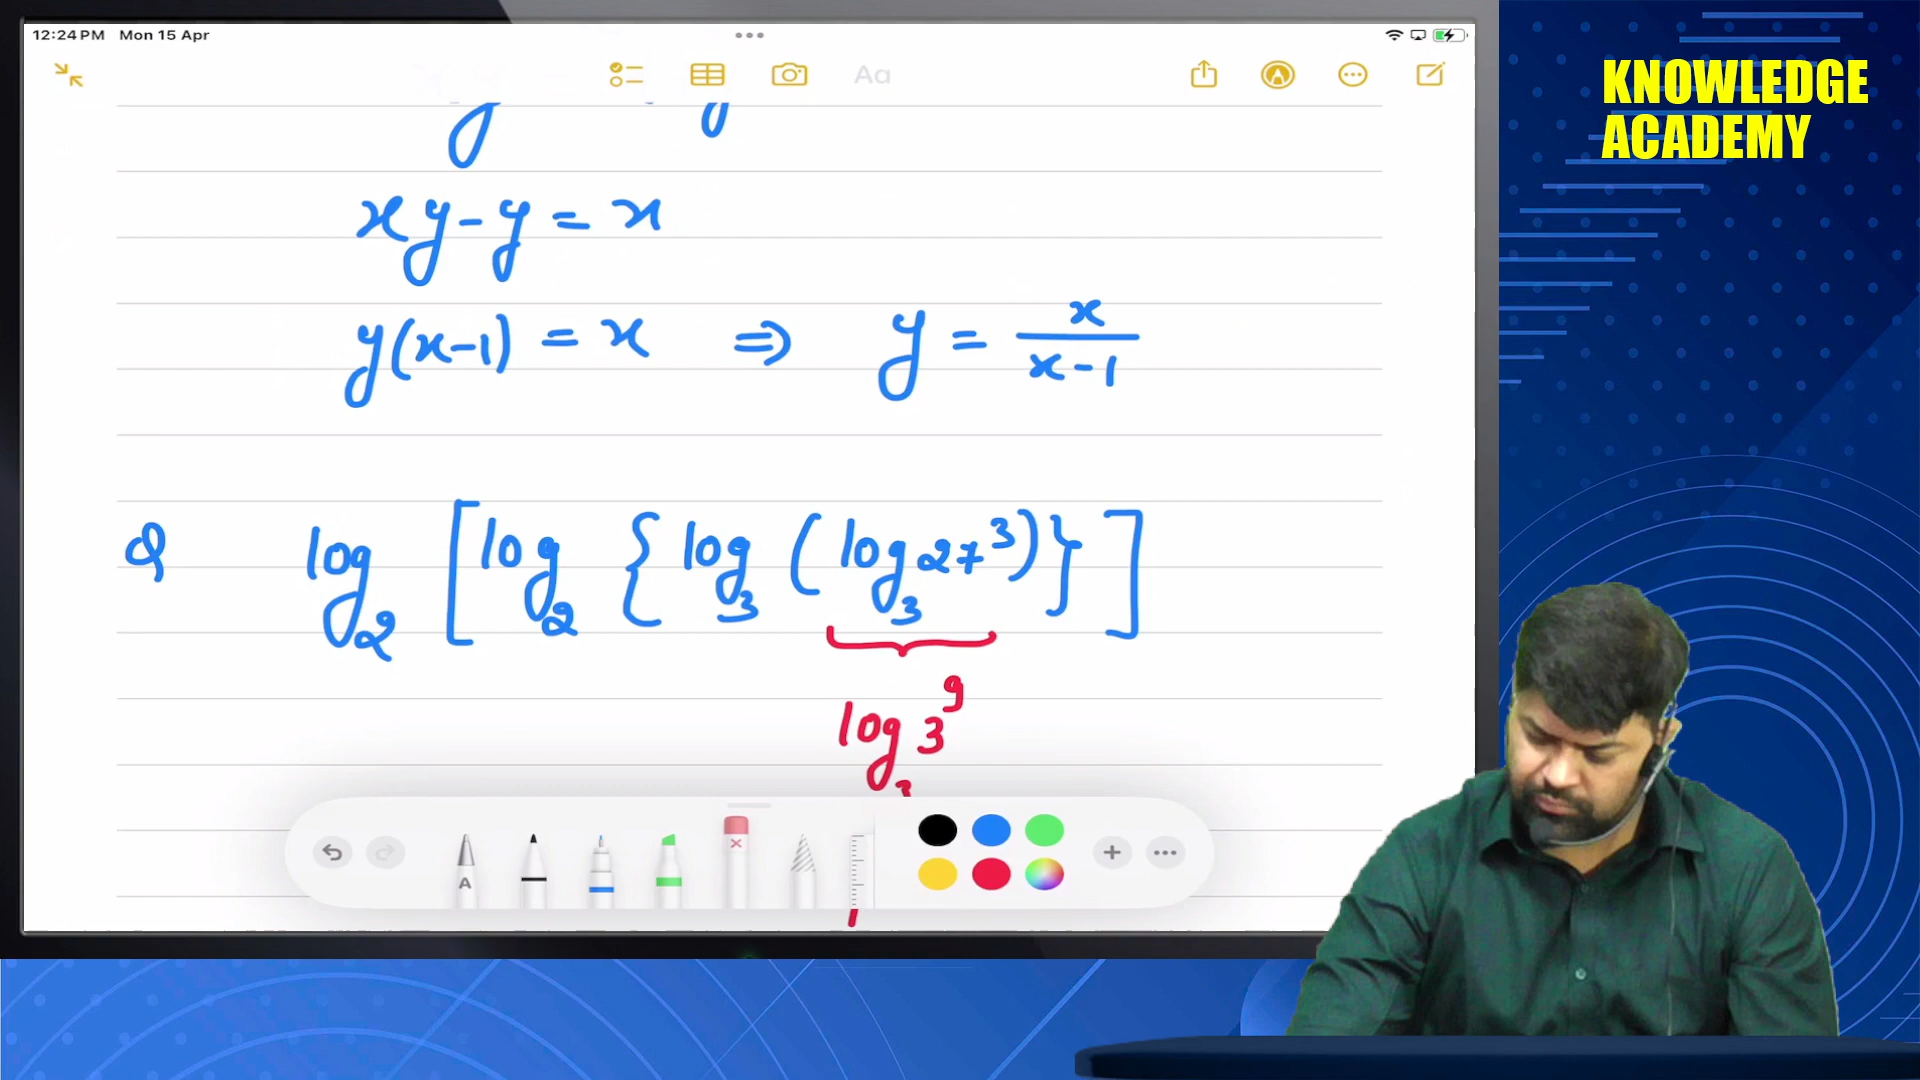 12:24 PM Mon 15 Apr
Aa
KNOWLEDGE
ACADEMY
xy - y = x
y(x-1) = x ⇒ y = x/(x-1)
Q log₂ [log₂ {log₃ (log₃ 27³)}]
log₃ 3⁹
A